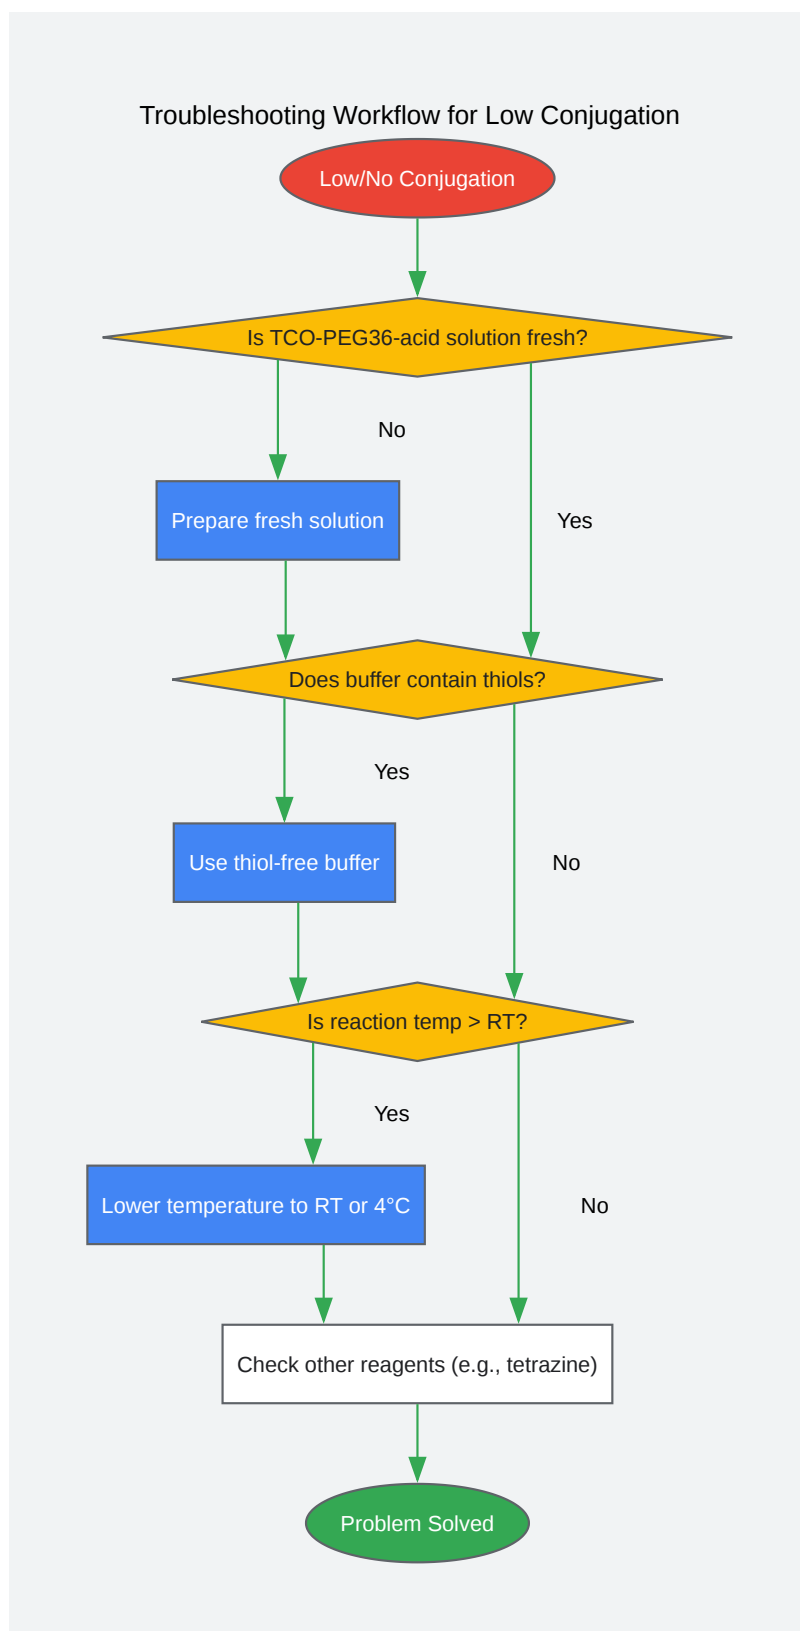 Troubleshooting Workflow for Low Conjugation
Low/No Conjugation
Is TCO-PEG36-acid solution fresh?
No
Prepare fresh solution
Yes
Does buffer contain thiols?
Yes
Use thiol-free buffer
No
Is reaction temp > RT?
Yes
Lower temperature to RT or 4°C
No
Check other reagents (e.g., tetrazine)
Problem Solved